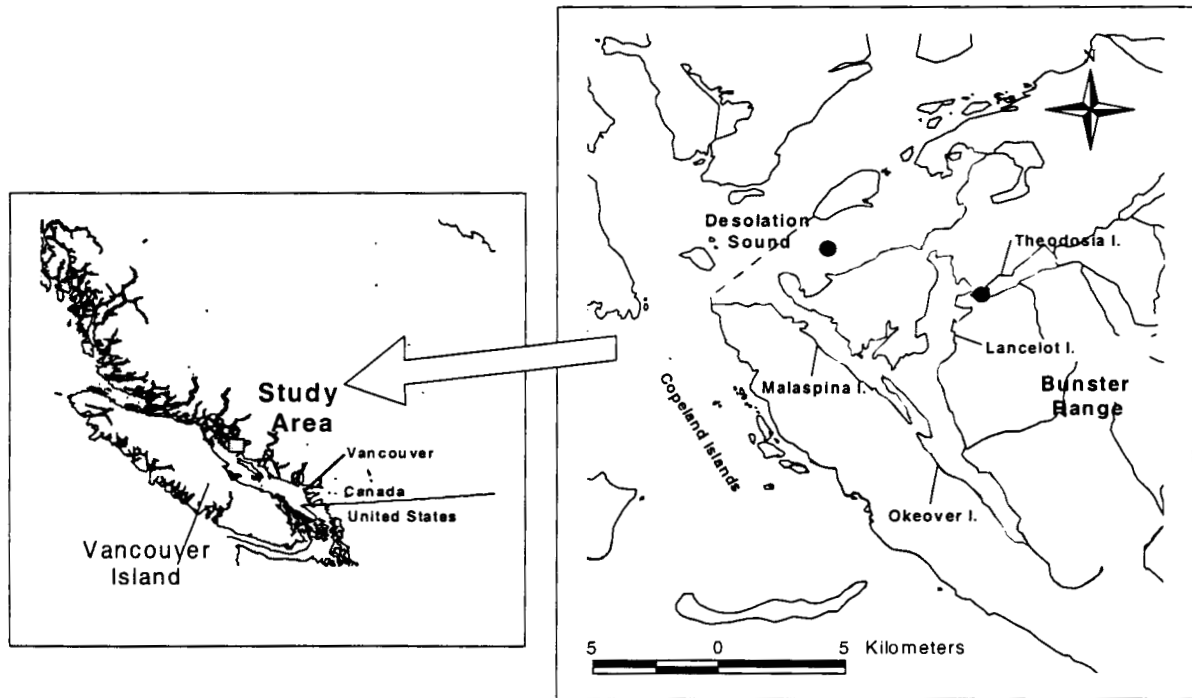 Study
Area
Vancouver
Canada
United States
Vancouver
Island
Desolation
Sound
Theodosia I.
Lancelot I.
Malaspina I.
Bunster
Range
Copeland Islands
Okeover I.
5 0 5 Kilometers